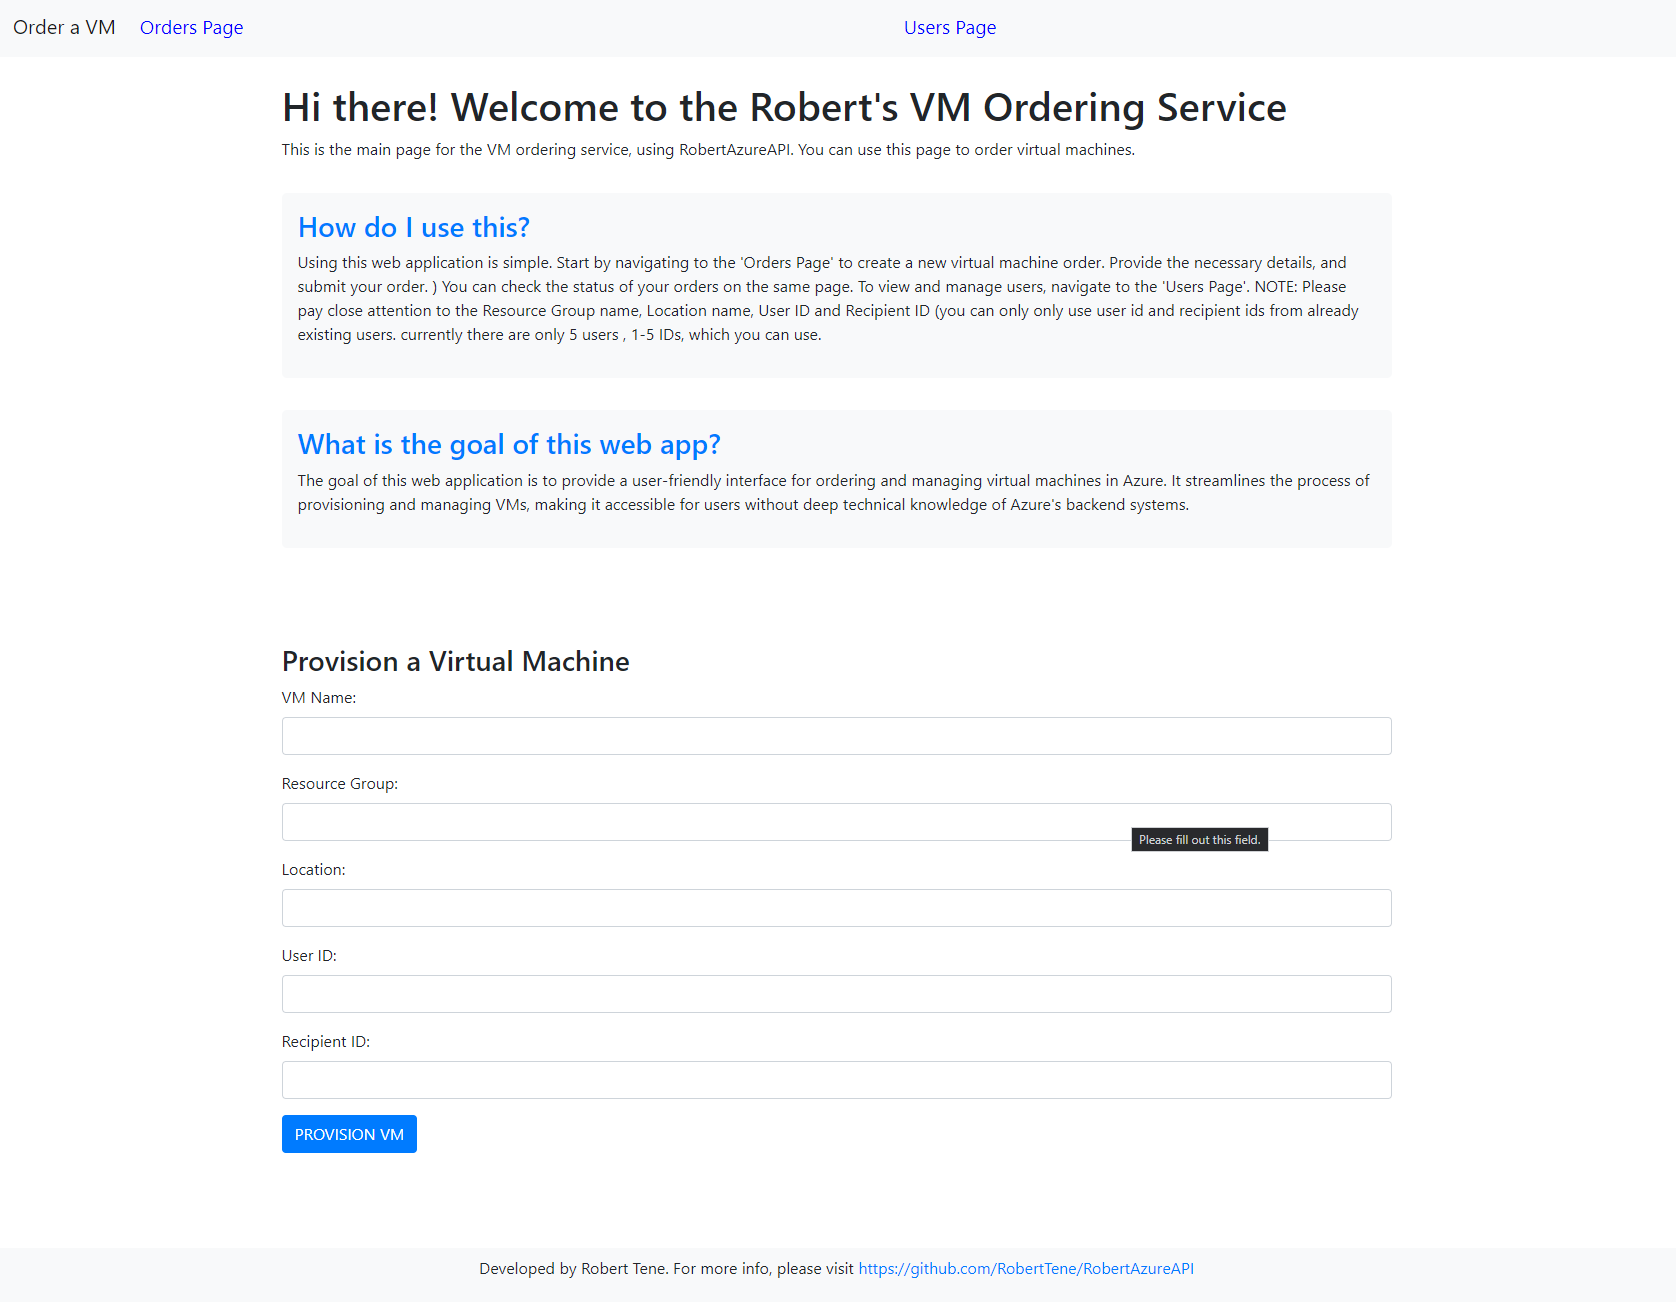 Order a VM Orders Page Users Page
Hi there! Welcome to the Robert's VM Ordering Service
This is the main page for the VM ordering service, using RobertAzureAPI. You can use this page to order virtual machines.
How do I use this?
Using this web application is simple. Start by navigating to the 'Orders Page' to create a new virtual machine order. Provide the necessary details, and
submit your order. ) You can check the status of your orders on the same page. To view and manage users, navigate to the 'Users Page'. NOTE: Please
pay close attention to the Resource Group name, Location name, User ID and Recipient ID (you can only only use user id and recipient ids from already
existing users. currently there are only 5 users , 1-5 IDs, which you can use.
What is the goal of this web app?
The goal of this web application is to provide a user-friendly interface for ordering and managing virtual machines in Azure. It streamlines the process of
provisioning and managing VMs, making it accessible for users without deep technical knowledge of Azure's backend systems.
Provision a Virtual Machine
VM Name:
Resource Group:
Please fill out this field.
Location:
User ID:
Recipient ID:
PROVISION VM
Developed by Robert Tene. For more info, please visit https://github.com/RobertTene/RobertAzureAPI